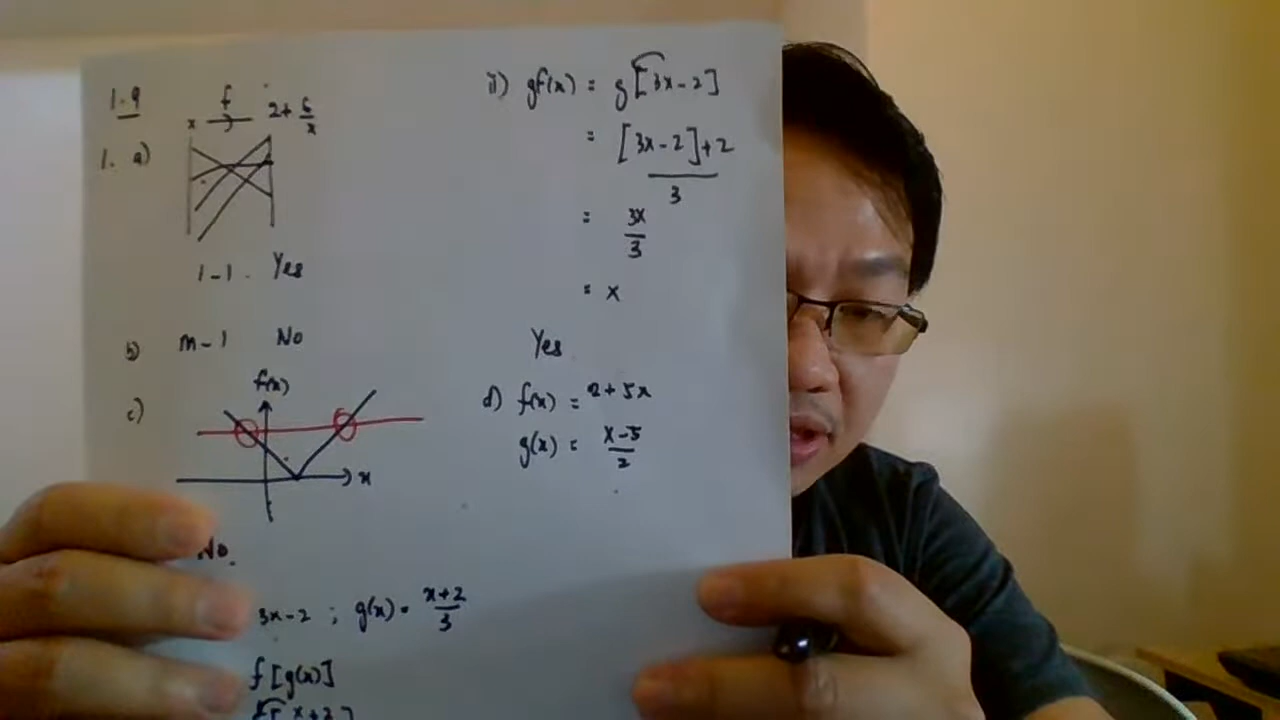 1.9
x f→ 2 + 6/x
1. a)
1-1. Yes
b) m-1 No
c) f(x)
x
No.
3x-2 ; g(x) = x+2/3
f[g(x)]
x+2
ii) gf(x) = g[3x-2]
= [3x-2]+2/3
= 3x/3
= x
Yes
d) f(x) = 2+5x
g(x) = x-5/2